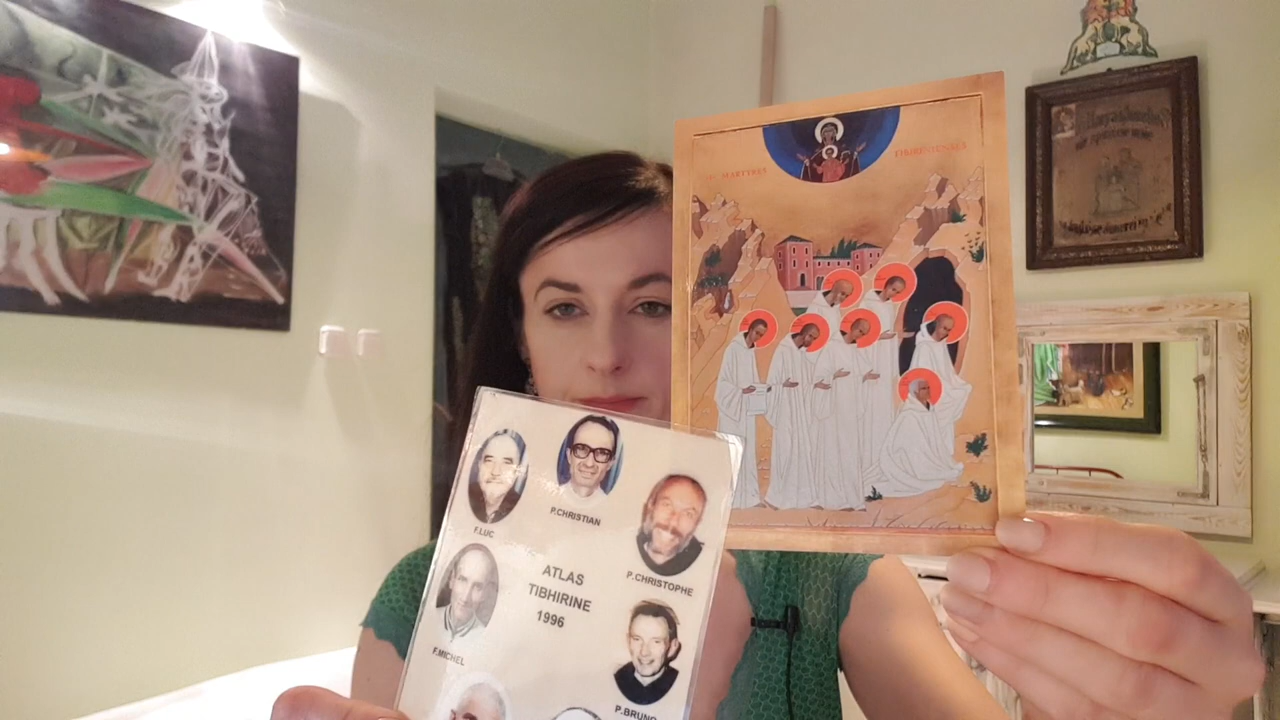 MARTYRES
TIBHIRINENSES
F.LUC
P.CHRISTIAN
P.CHRISTOPHE
ATLAS
TIBHIRINE
1996
F.MICHEL
P.BRUNO